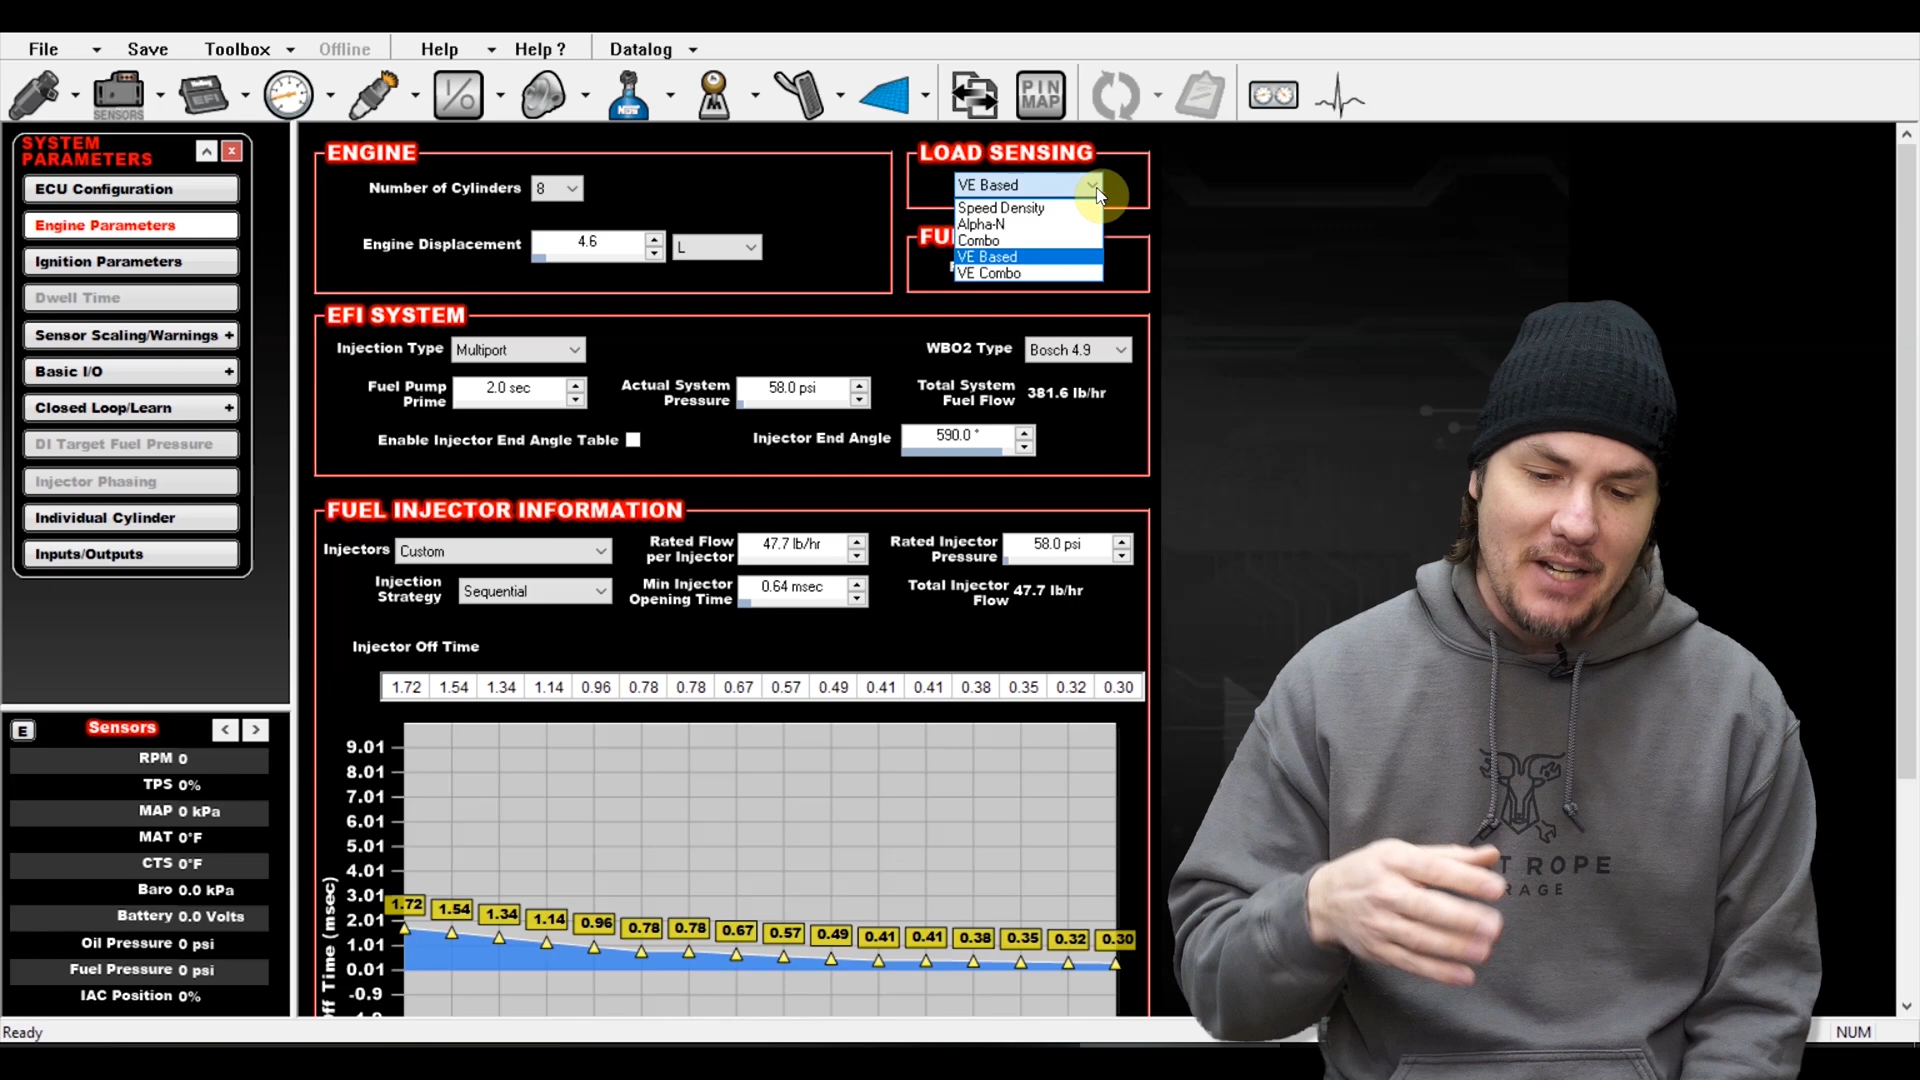 File Save Toolbox Offline Help Help ? Datalog
SENSORS EFI I/O NOS PIN MAP
SYSTEM PARAMETERS
ECU Configuration
Engine Parameters
Ignition Parameters
Dwell Time
Sensor Scaling/Warnings +
Basic I/O +
Closed Loop/Learn +
DI Target Fuel Pressure
Injector Phasing
Individual Cylinder
Inputs/Outputs
E Sensors < >
RPM 0
TPS 0%
MAP 0 kPa
MAT 0°F
CTS 0°F
Baro 0.0 kPa
Battery 0.0 Volts
Oil Pressure 0 psi
Fuel Pressure 0 psi
IAC Position 0%
ENGINE
Number of Cylinders 8
Engine Displacement 4.6 L
LOAD SENSING
VE Based
Speed Density
Alpha-N
Combo
VE Based
VE Combo
FU
EFI SYSTEM
Injection Type Multiport WBO2 Type Bosch 4.9
Fuel Pump Prime 2.0 sec Actual System Pressure 58.0 psi Total System Fuel Flow 381.6 lb/hr
Enable Injector End Angle Table Injector End Angle 590.0 °
FUEL INJECTOR INFORMATION
Injectors Custom Rated Flow per Injector 47.7 lb/hr Rated Injector Pressure 58.0 psi
Injection Strategy Sequential Min Injector Opening Time 0.64 msec Total Injector Flow 47.7 lb/hr
Injector Off Time
1.72 1.54 1.34 1.14 0.96 0.78 0.78 0.67 0.57 0.49 0.41 0.41 0.38 0.35 0.32 0.30
9.01
8.01
7.01
6.01
5.01
4.01
3.01
2.01
1.01
0.01
-0.9
ff Time (msec)
1.72 1.54 1.34 1.14 0.96 0.78 0.78 0.67 0.57 0.49 0.41 0.41 0.38 0.35 0.32 0.30
T ROPE
RAGE
Ready NUM